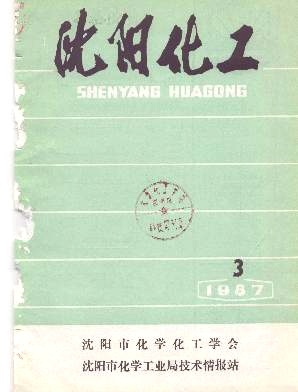 沈阳化工
SHENYANG HUAGONG
3
1987
沈阳市化学化工学会
沈阳市化学工业局技术情报站